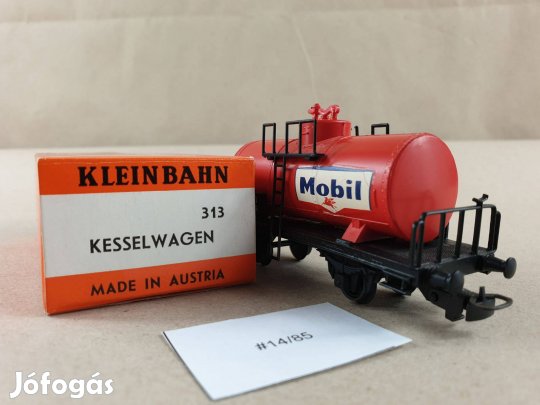 KLEINBAHN
313
KESSELWAGEN
MADE IN AUSTRIA
Mobil
#14/85
Jófogás